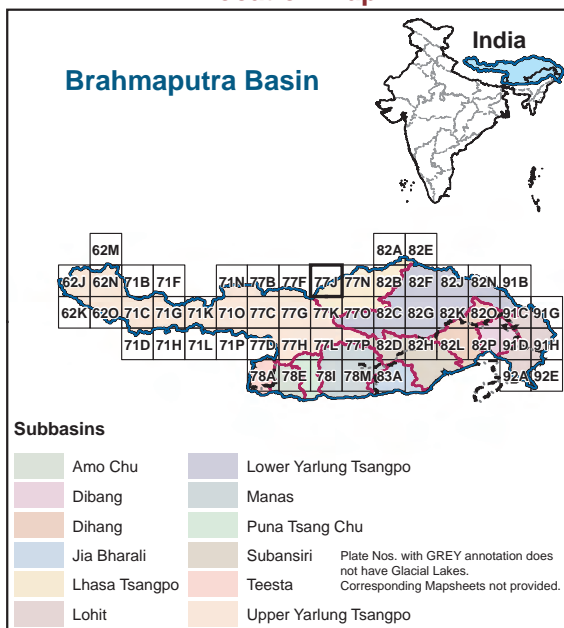 India
Brahmaputra Basin
62M 82A 82E
62J 62N 71B 71F 71N 77B 77F 77J 77N 82B 82F 82J 82N 91B
62K 62O 71C 71G 71K 71O 77C 77G 77K 77O 82C 82G 82K 82O 91C 91G
71D 71H 71L 71P 77D 77H 77L 77P 82D 82H 82L 82P 91D 91H
78A 78E 78I 78M 83A 92A 92E
Subbasins
Amo Chu
Dibang
Dihang
Jia Bharali
Lhasa Tsangpo
Lohit
Lower Yarlung Tsangpo
Manas
Puna Tsang Chu
Subansiri
Teesta
Upper Yarlung Tsangpo
Plate Nos. with GREY annotation does
not have Glacial Lakes.
Corresponding Mapsheets not provided.